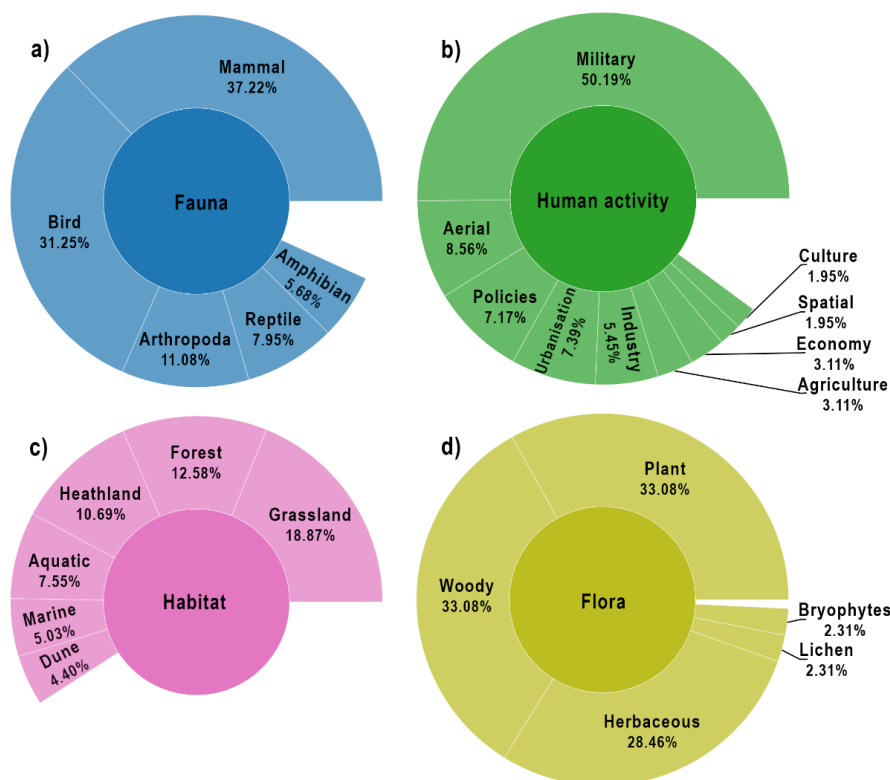 a)
Mammal
37.22%
Bird
31.25%
Fauna
Amphibian
5.68%
Reptile
7.95%
Arthropoda
11.08%
b)
Military
50.19%
Human activity
Aerial
8.56%
Policies
7.17%
Urbanisation
7.39%
Industry
5.45%
Culture
1.95%
Spatial
1.95%
Economy
3.11%
Agriculture
3.11%
c)
Forest
12.58%
Heathland
10.69%
Grassland
18.87%
Aquatic
7.55%
Habitat
Marine
5.03%
Dune
4.40%
d)
Plant
33.08%
Woody
33.08%
Flora
Bryophytes
2.31%
Lichen
2.31%
Herbaceous
28.46%